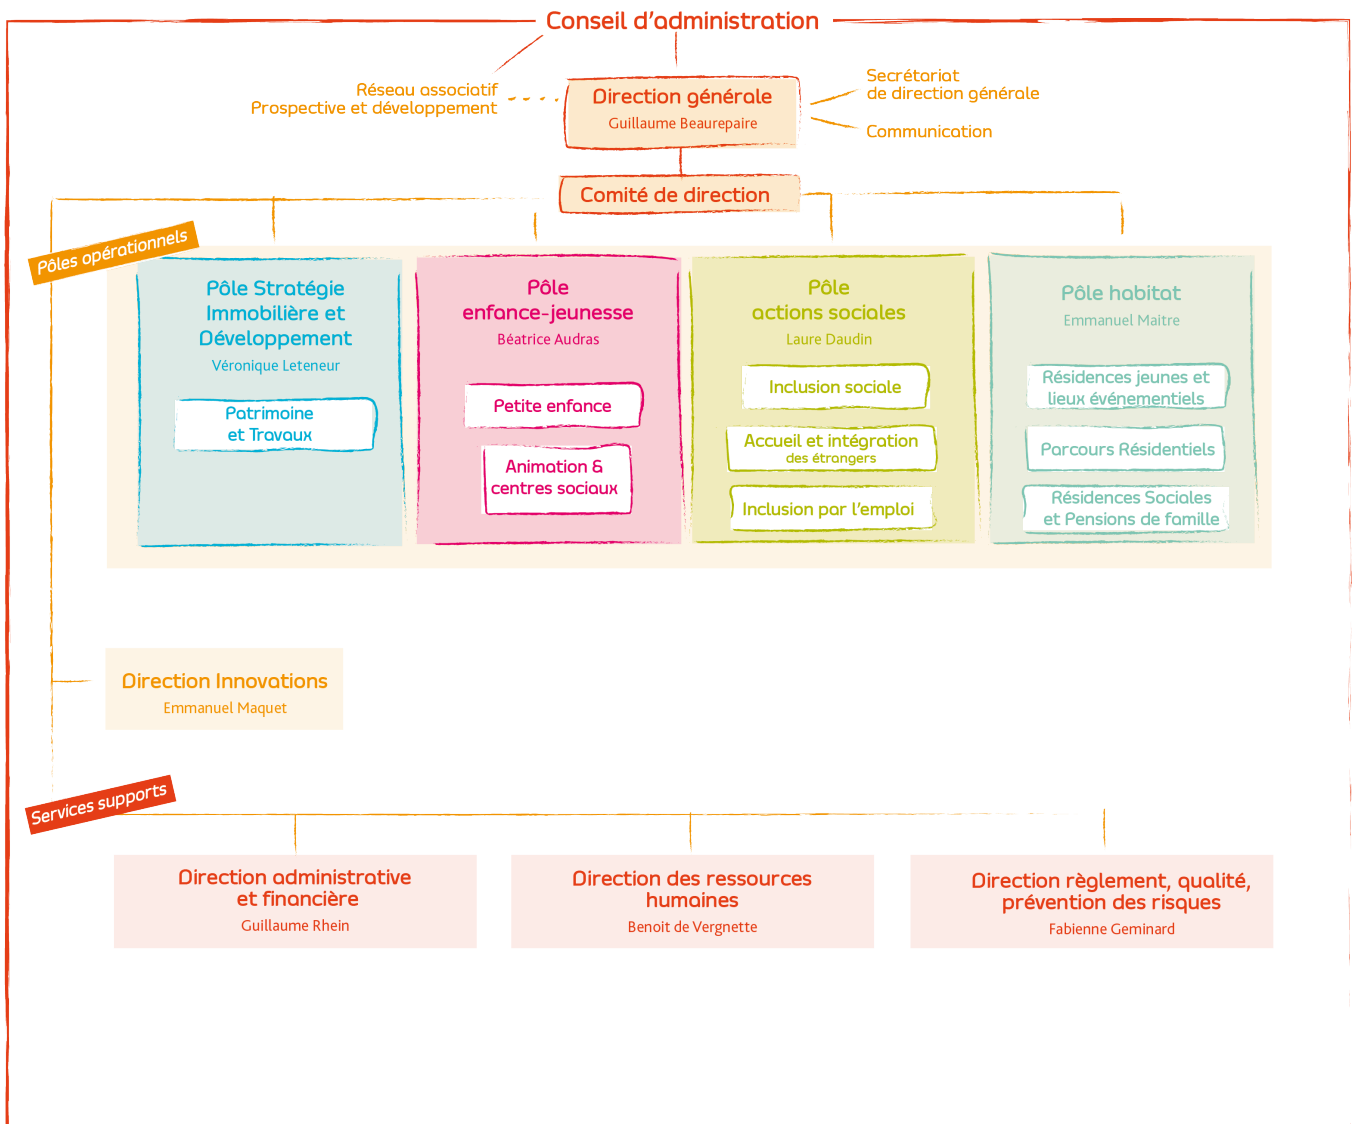 Conseil d'administration
Réseau associatif
Prospective et développement
Direction générale
Guillaume Beaurepaire
Secrétariat
de direction générale
Communication
Comité de direction
Pôles opérationnels
Pôle Stratégie
Immobilière et
Développement
Véronique Leteneur
Patrimoine
et Travaux
Pôle
enfance-jeunesse
Béatrice Audras
Petite enfance
Animation &
centres sociaux
Pôle
actions sociales
Laure Daudin
Inclusion sociale
Accueil et intégration
des étrangers
Inclusion par l'emploi
Pôle habitat
Emmanuel Maitre
Résidences jeunes et
lieux événementiels
Parcours Résidentiels
Résidences Sociales
et Pensions de famille
Direction Innovations
Emmanuel Maquet
Services supports
Direction administrative
et financière
Guillaume Rhein
Direction des ressources
humaines
Benoit de Vergnette
Direction règlement, qualité,
prévention des risques
Fabienne Geminard